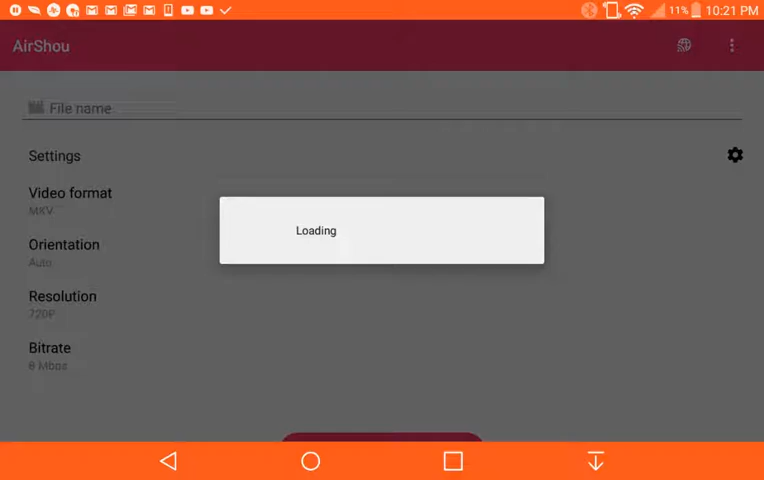 11% 10:21 PM
AirShou
File name
Settings
Video format
MKV
Loading
Orientation
Auto
Resolution
720P
Bitrate
8 Mbps